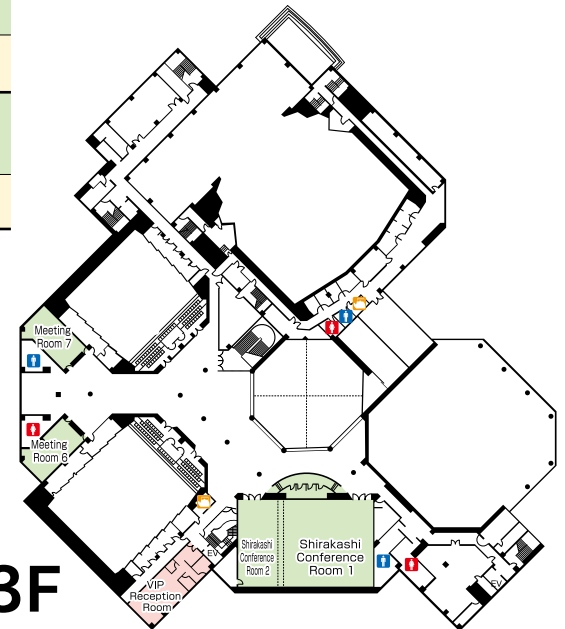 Meeting
Room 7
Meeting
Room 6
Shirakashi
Conference
Room 2
Shirakashi
Conference
Room 1
EV
EV
VIP
Reception
Room
3F